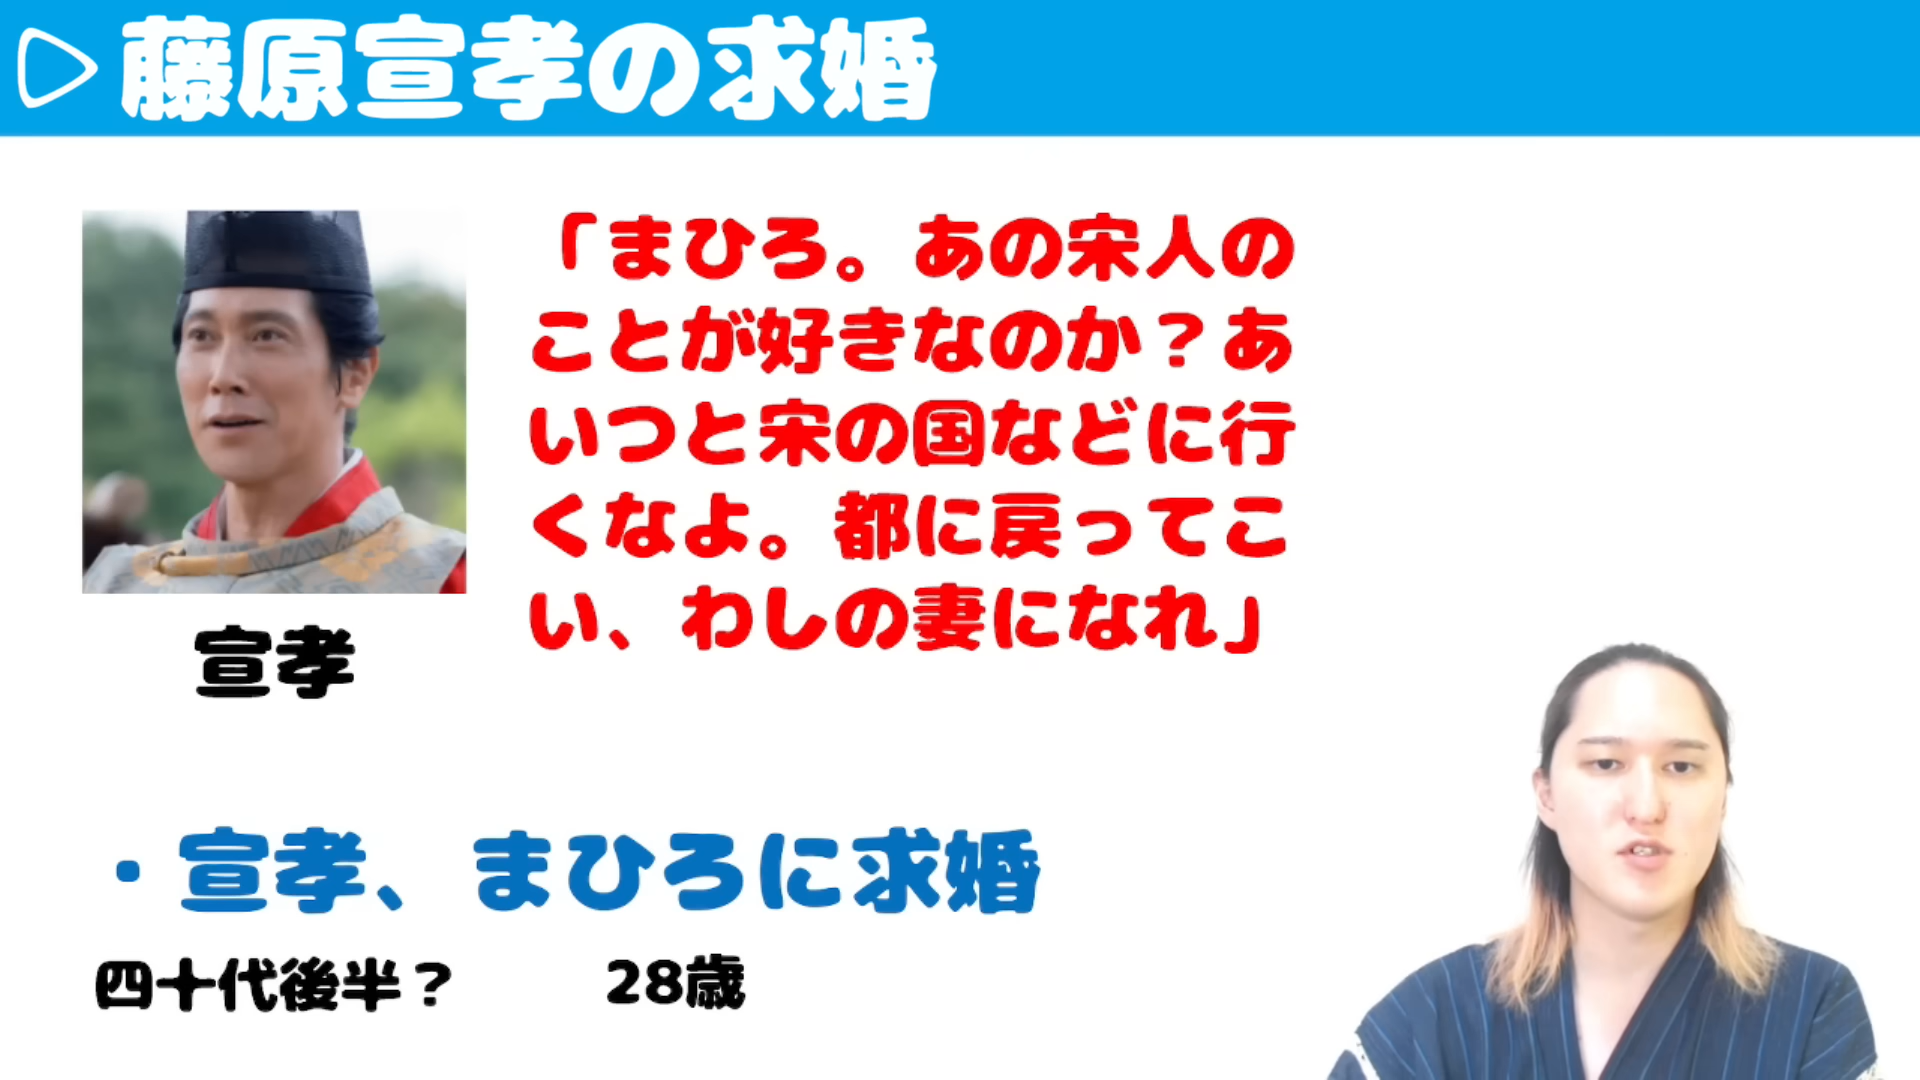 藤原宣孝の求婚
「まひろ。あの宋人の
ことが好きなのか？あ
いつと宋の国などに行
くなよ。都に戻ってこ
い、わしの妻になれ」
宣孝
・宣孝、まひろに求婚
四十代後半？ 28歳